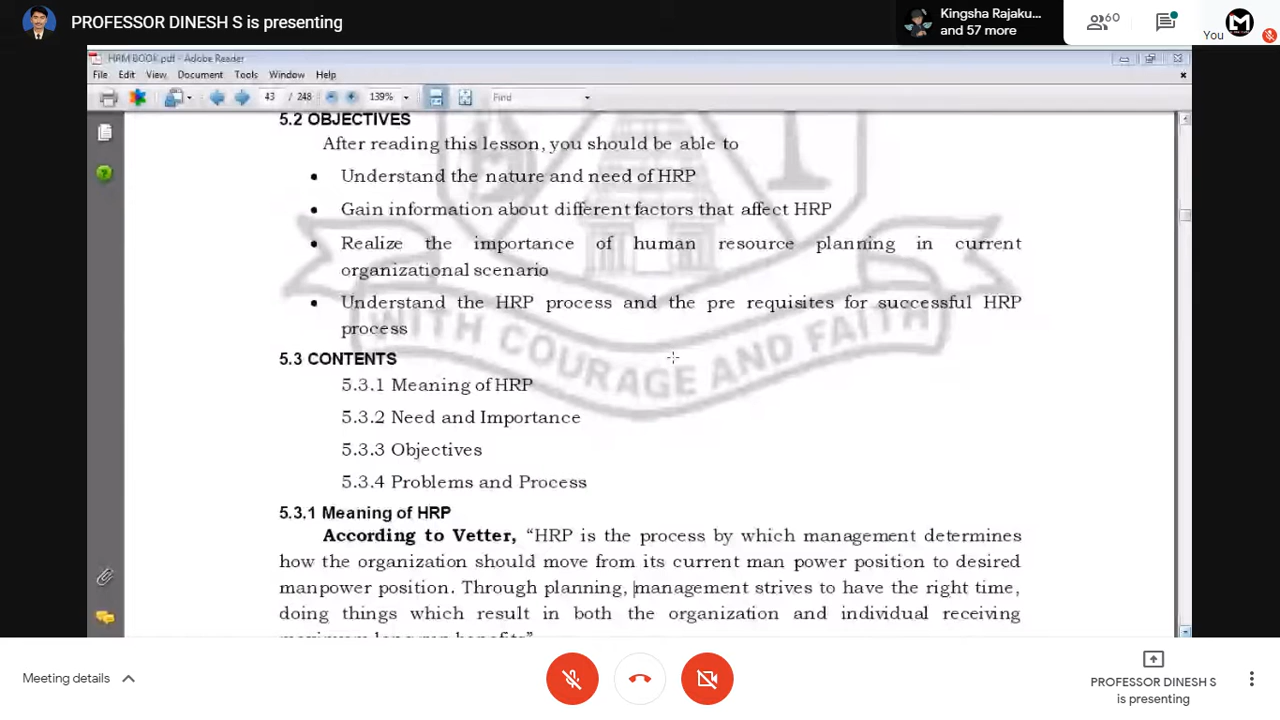 PROFESSOR DINESH S is presenting
Kingsha Rajaku...
and 57 more
60
You
HRM BOOK.pdf - Adobe Reader
File Edit View Document Tools Window Help
43 / 248 139% Find
5.2 OBJECTIVES
After reading this lesson, you should be able to
• Understand the nature and need of HRP
• Gain information about different factors that affect HRP
• Realize the importance of human resource planning in current
organizational scenario
• Understand the HRP process and the pre requisites for successful HRP
process
WITH COURAGE AND FAITH
5.3 CONTENTS
5.3.1 Meaning of HRP
5.3.2 Need and Importance
5.3.3 Objectives
5.3.4 Problems and Process
5.3.1 Meaning of HRP
According to Vetter, “HRP is the process by which management determines
how the organization should move from its current man power position to desired
manpower position. Through planning, management strives to have the right time,
doing things which result in both the organization and individual receiving
maximum long run benefits”
Meeting details
PROFESSOR DINESH S
is presenting